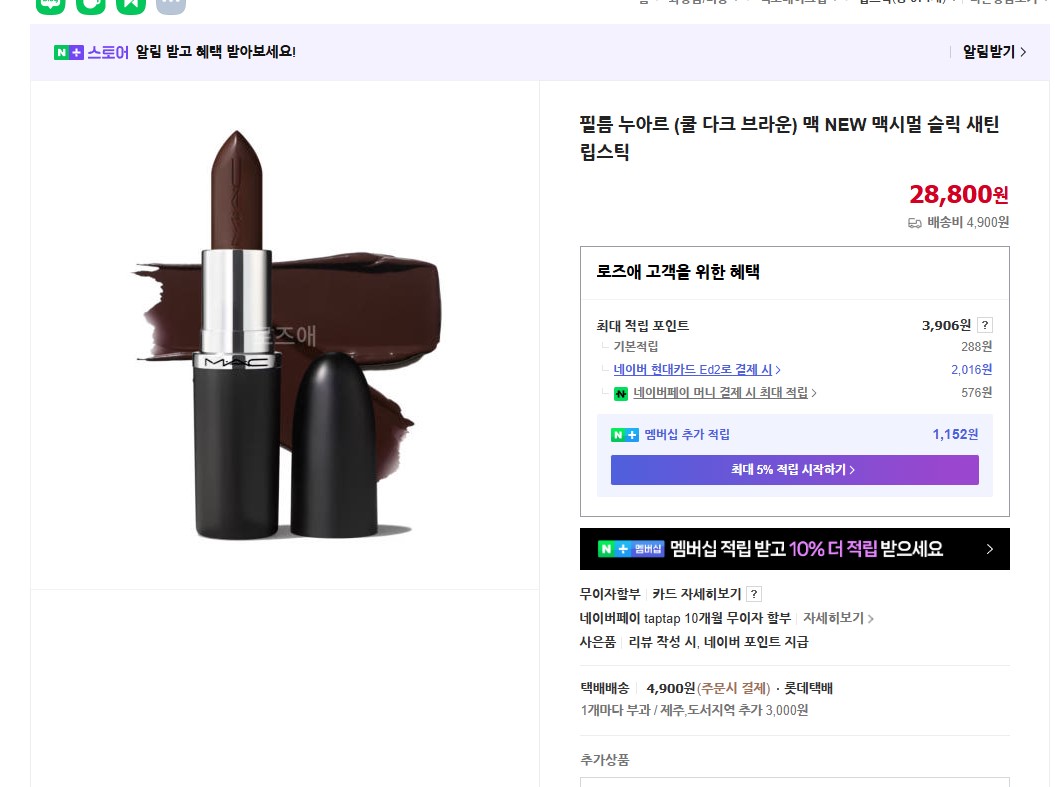 N+ 스토어 알림 받고 혜택 받아보세요!
알림받기 >
MAC
로즈애
MAC
필름 누아르 (쿨 다크 브라운) 맥 NEW 맥시멀 슬릭 새틴
립스틱
28,800원
배송비 4,900원
로즈애 고객을 위한 혜택
최대 적립 포인트 3,906원 ?
기본적립 288원
네이버 현대카드 Ed2로 결제 시 > 2,016원
N 네이버페이 머니 결제 시 최대 적립 > 576원
N+ 멤버십 추가 적립 1,152원
최대 5% 적립 시작하기 >
N+ 멤버십 멤버십 적립 받고 10% 더 적립 받으세요 >
무이자할부 카드 자세히보기 ?
네이버페이 taptap 10개월 무이자 할부 자세히보기 >
사은품 리뷰 작성 시, 네이버 포인트 지급
택배배송 4,900원(주문시 결제) · 롯데택배
1개마다 부과 / 제주,도서지역 추가 3,000원
추가상품